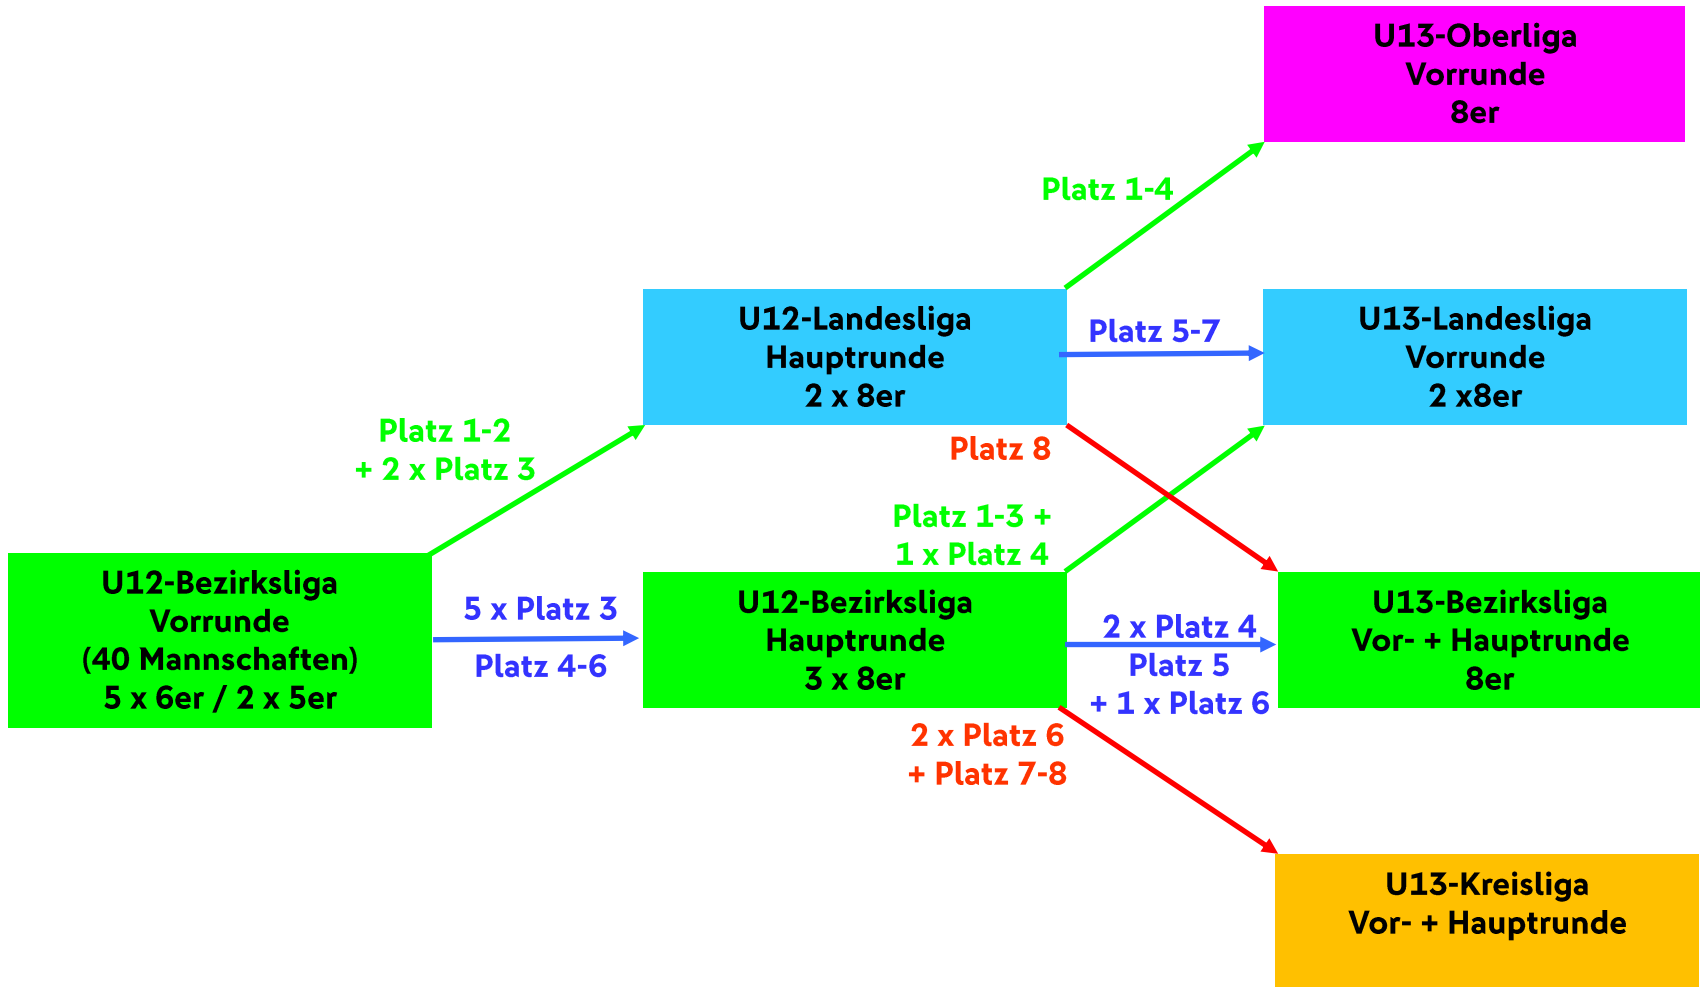 U13-Oberliga
Vorrunde
8er
Platz 1-4
U12-Landesliga
Hauptrunde
2 x 8er
Platz 5-7
U13-Landesliga
Vorrunde
2 x8er
Platz 1-2
+ 2 x Platz 3
Platz 8
Platz 1-3 +
1 x Platz 4
U12-Bezirksliga
Vorrunde
(40 Mannschaften)
5 x 6er / 2 x 5er
5 x Platz 3
Platz 4-6
U12-Bezirksliga
Hauptrunde
3 x 8er
2 x Platz 4
Platz 5
+ 1 x Platz 6
U13-Bezirksliga
Vor- + Hauptrunde
8er
2 x Platz 6
+ Platz 7-8
U13-Kreisliga
Vor- + Hauptrunde